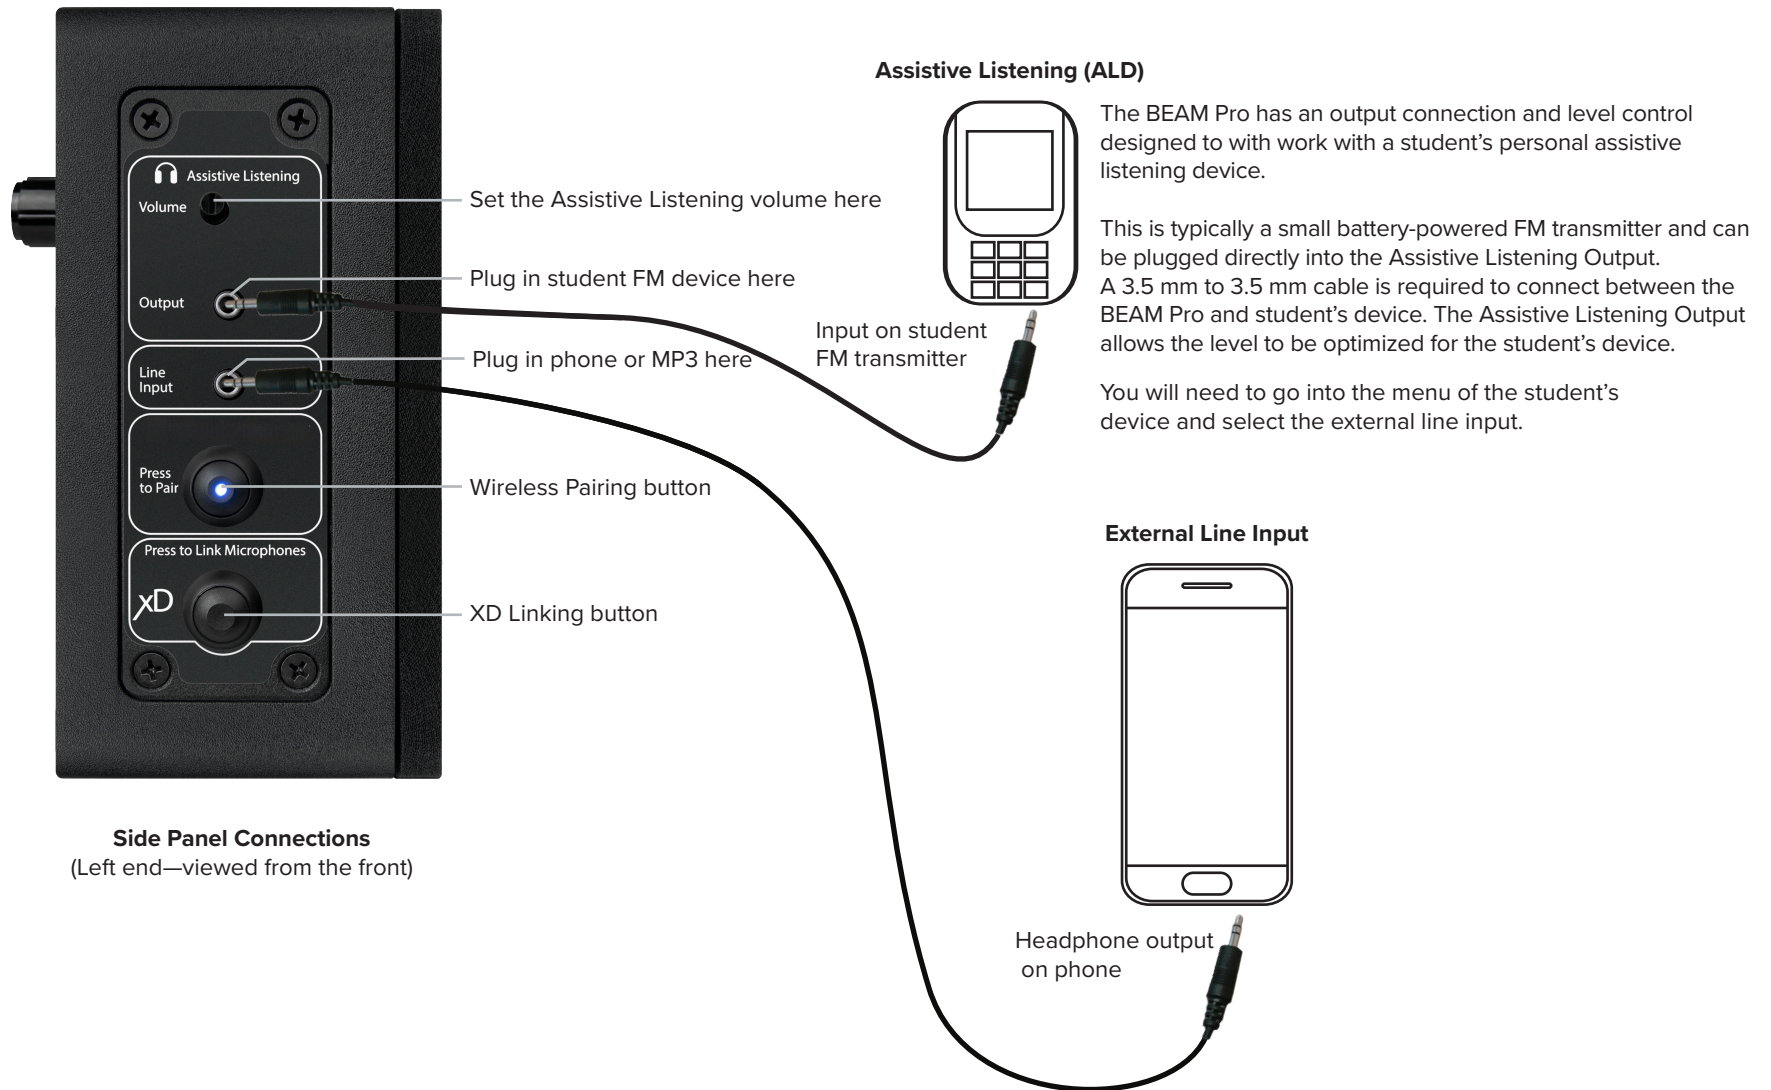 Assistive Listening
Volume
Output
Line
Input
Press
to Pair
Press to Link Microphones
XD
Set the Assistive Listening volume here
Plug in student FM device here
Plug in phone or MP3 here
Wireless Pairing button
XD Linking button
Side Panel Connections
(Left end—viewed from the front)
Assistive Listening (ALD)
The BEAM Pro has an output connection and level control
designed to with work with a student’s personal assistive
listening device.
This is typically a small battery-powered FM transmitter and can
be plugged directly into the Assistive Listening Output.
A 3.5 mm to 3.5 mm cable is required to connect between the
BEAM Pro and student’s device. The Assistive Listening Output
allows the level to be optimized for the student’s device.
You will need to go into the menu of the student’s
device and select the external line input.
Input on student
FM transmitter
External Line Input
Headphone output
on phone